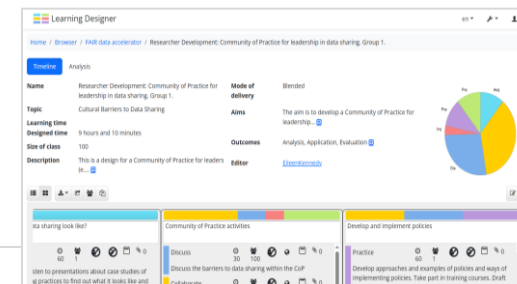 Learning Designer
en
Home / Browser / FAIR data accelerator / Researcher Development: Community of Practice for leadership in data sharing, Group 1.
Timeline Analysis
Name Researcher Development: Community of Practice for leadership in data sharing, Group 1.
Topic Cultural Barriers to Data Sharing
Learning time
Designed time 9 hours and 10 minutes
Size of class 100
Description This is a design for a Community of Practice for leaders (e...
Mode of delivery Blended
Aims The aim is to develop a Community of Practice for leadership...
Outcomes Analysis, Application, Evaluation
Editor EileenKennedy
data sharing look like?
60 1 0
sten to presentations about case studies of
g practices to find out what it looks like and
Community of Practice activities
Discuss 30 100 0
Discuss the barriers to data sharing within the CoP
Collaborate 0
Develop and implement policies
Practice 60 1 0
Develop approaches and examples of policies and ways of
implementing policies. Take part in training courses. Draft